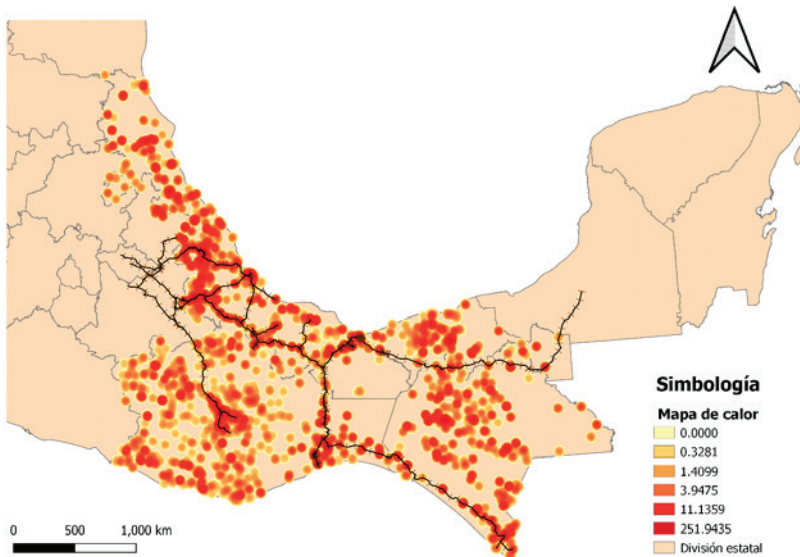 Simbología
Mapa de calor
0.0000
0.3281
1.4099
3.9475
11.1359
251.9435
División estatal
0 500 1,000 km